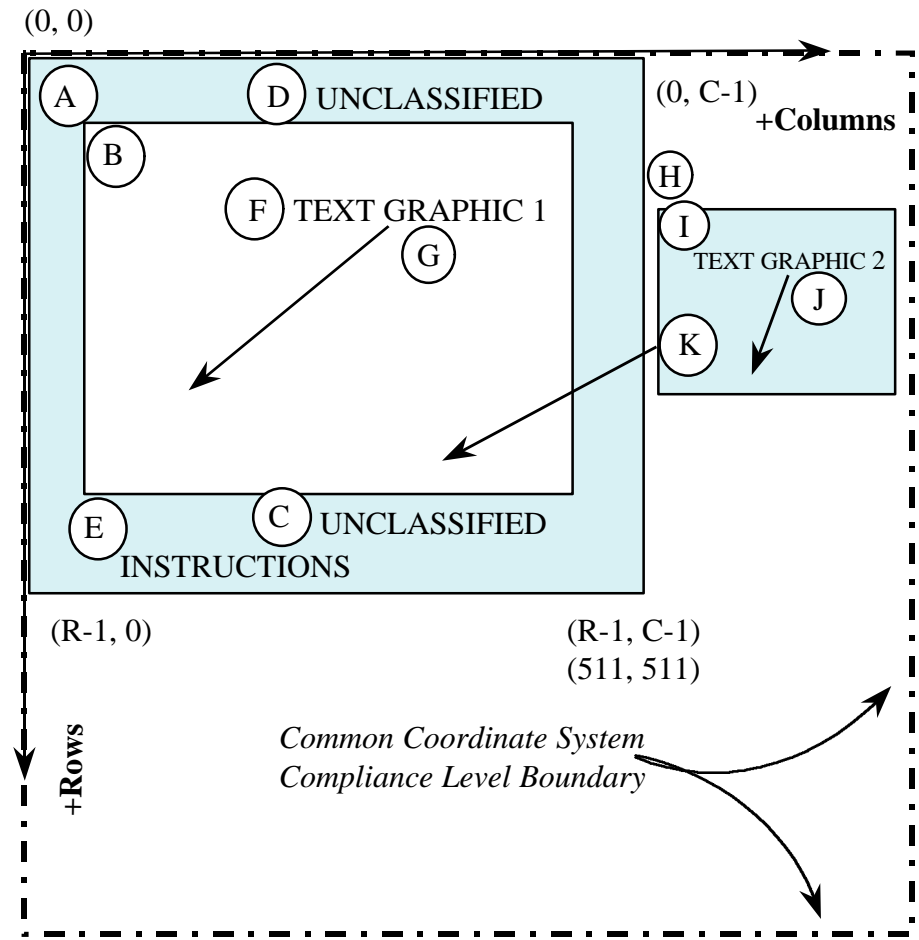 (0, 0)
A
D UNCLASSIFIED
(0, C-1)
+Columns
B
H
F TEXT GRAPHIC 1
I
G
TEXT GRAPHIC 2
J
K
C UNCLASSIFIED
E
INSTRUCTIONS
(R-1, 0)
(R-1, C-1)
(511, 511)
+Rows
Common Coordinate System
Compliance Level Boundary